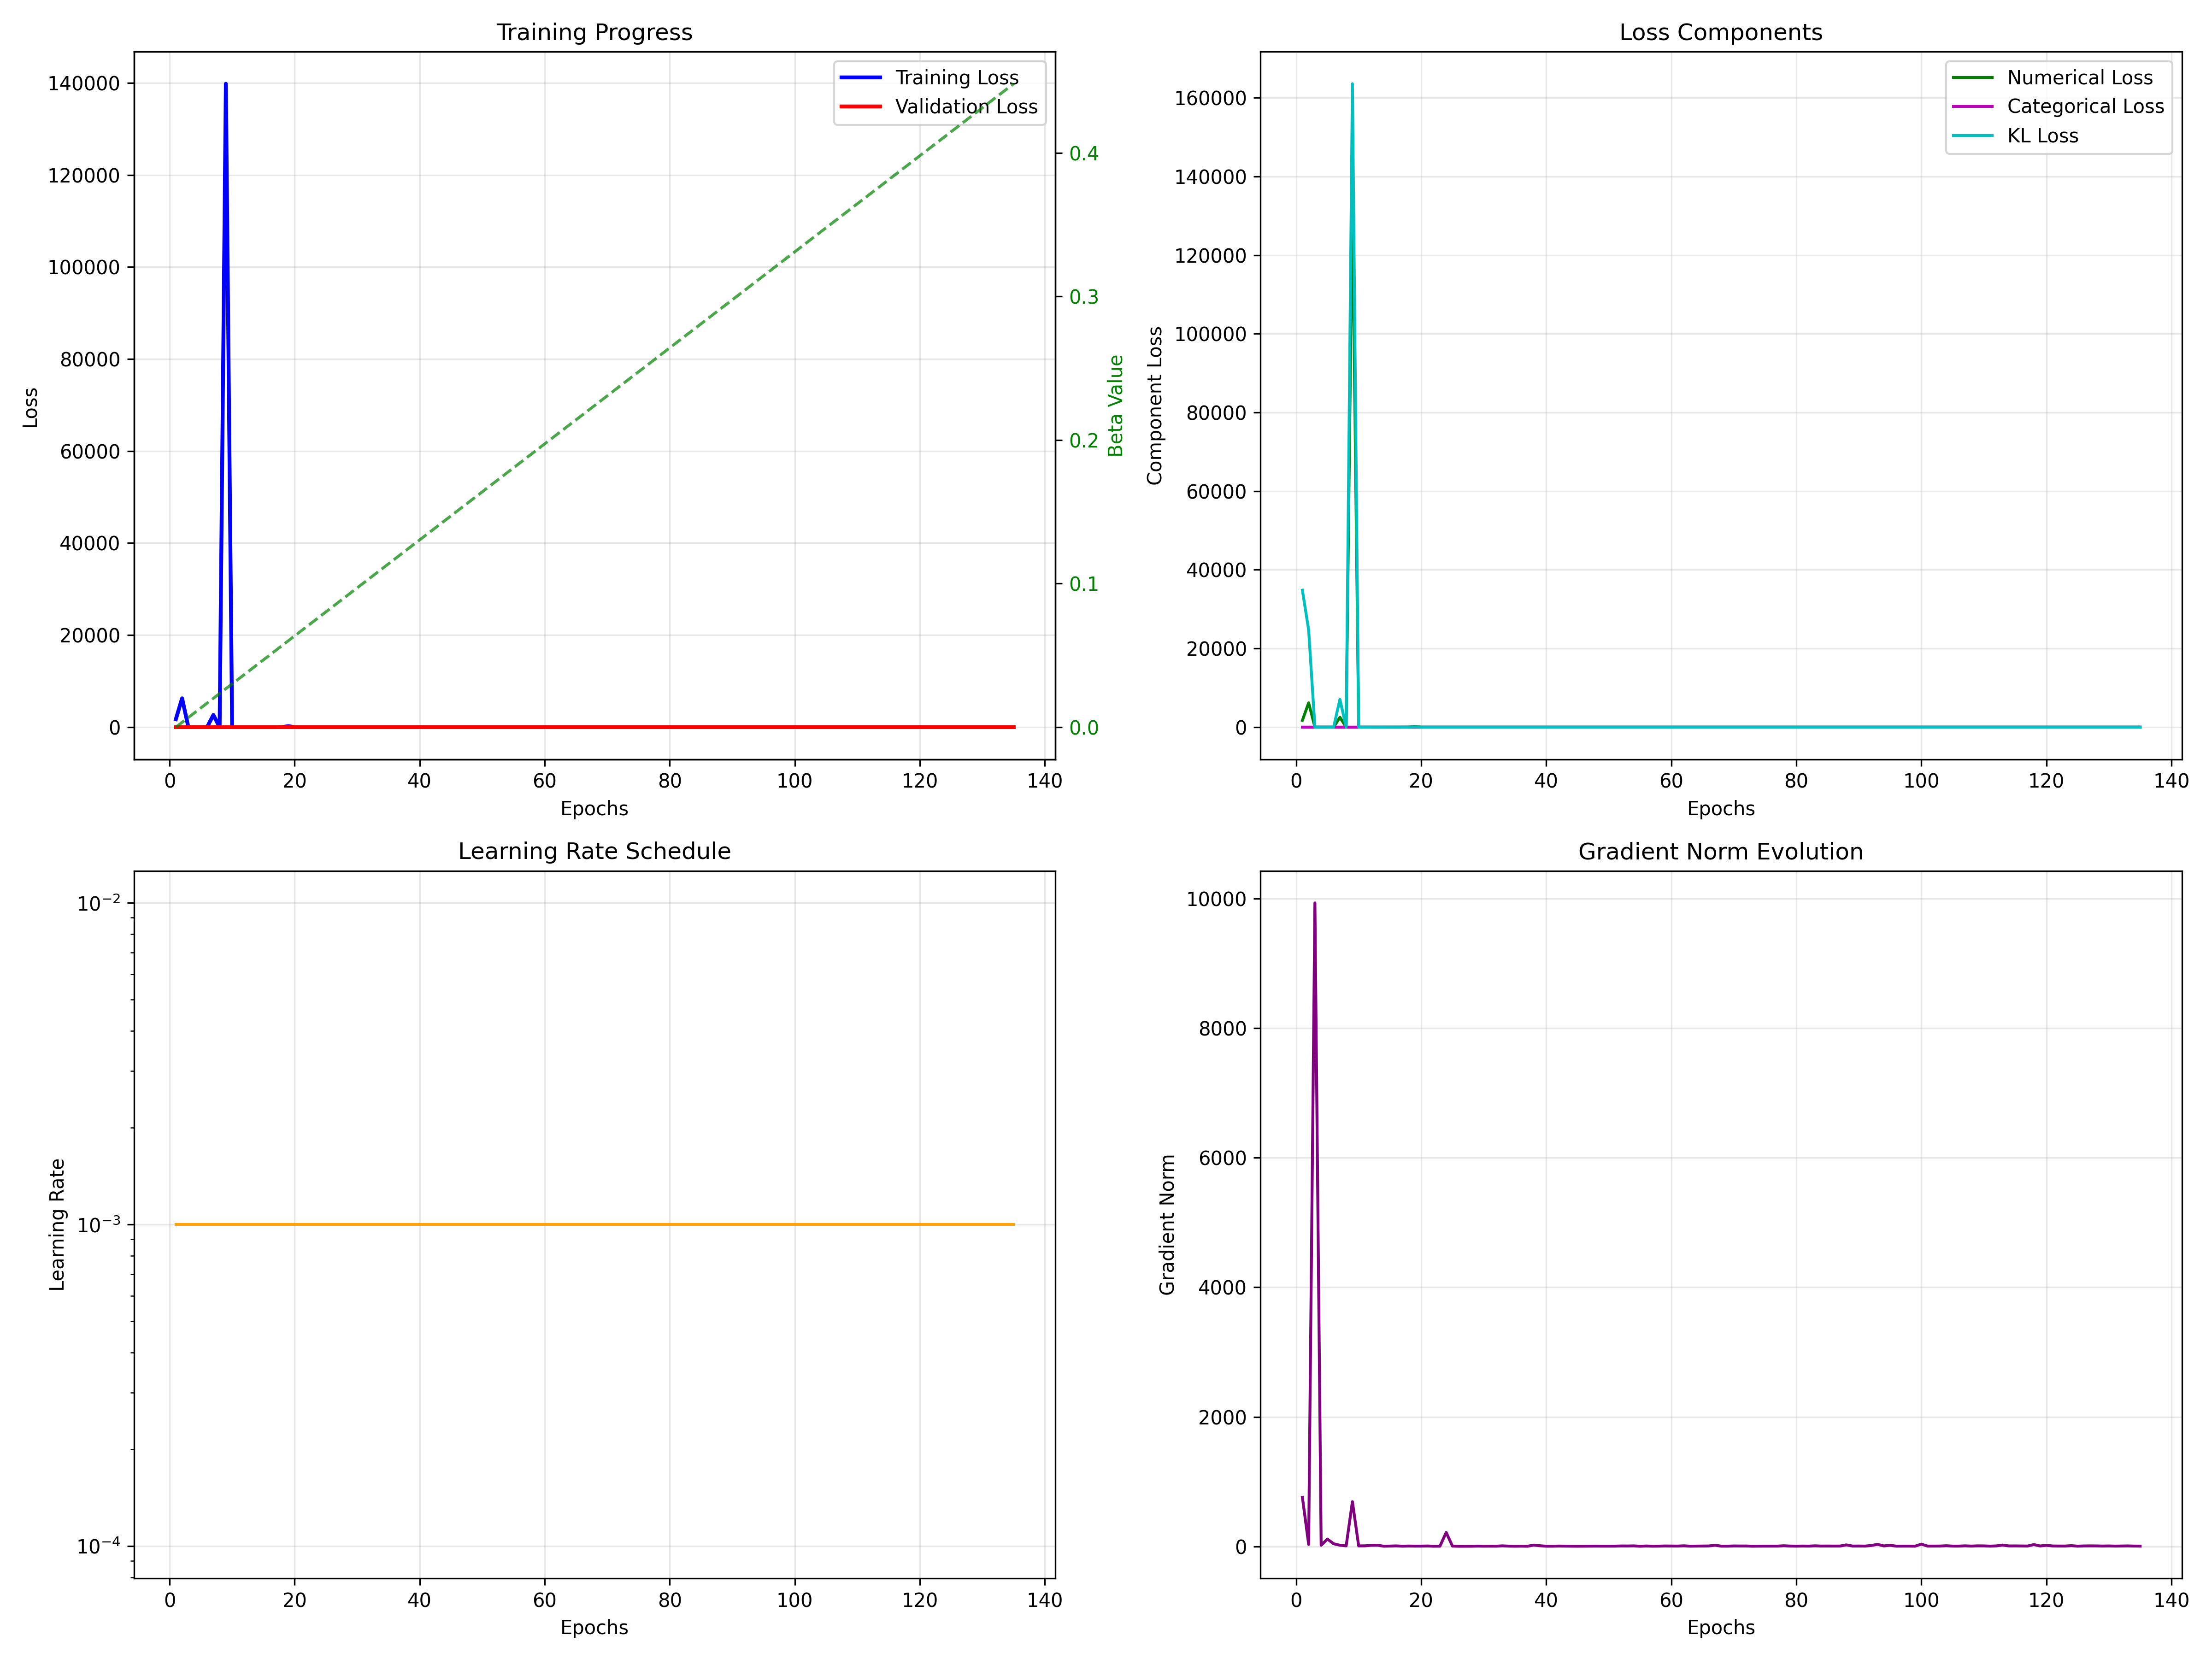 Training Progress
Training Loss
Validation Loss
140000
120000
100000
80000
60000
40000
20000
0
Loss
0.4
0.3
0.2
0.1
0.0
Beta Value
0 20 40 60 80 100 120 140
Epochs
Loss Components
Numerical Loss
Categorical Loss
KL Loss
160000
140000
120000
100000
80000
60000
40000
20000
0
Component Loss
0 20 40 60 80 100 120 140
Epochs
Learning Rate Schedule
10⁻²
10⁻³
10⁻⁴
Learning Rate
0 20 40 60 80 100 120 140
Epochs
Gradient Norm Evolution
10000
8000
6000
4000
2000
0
Gradient Norm
0 20 40 60 80 100 120 140
Epochs